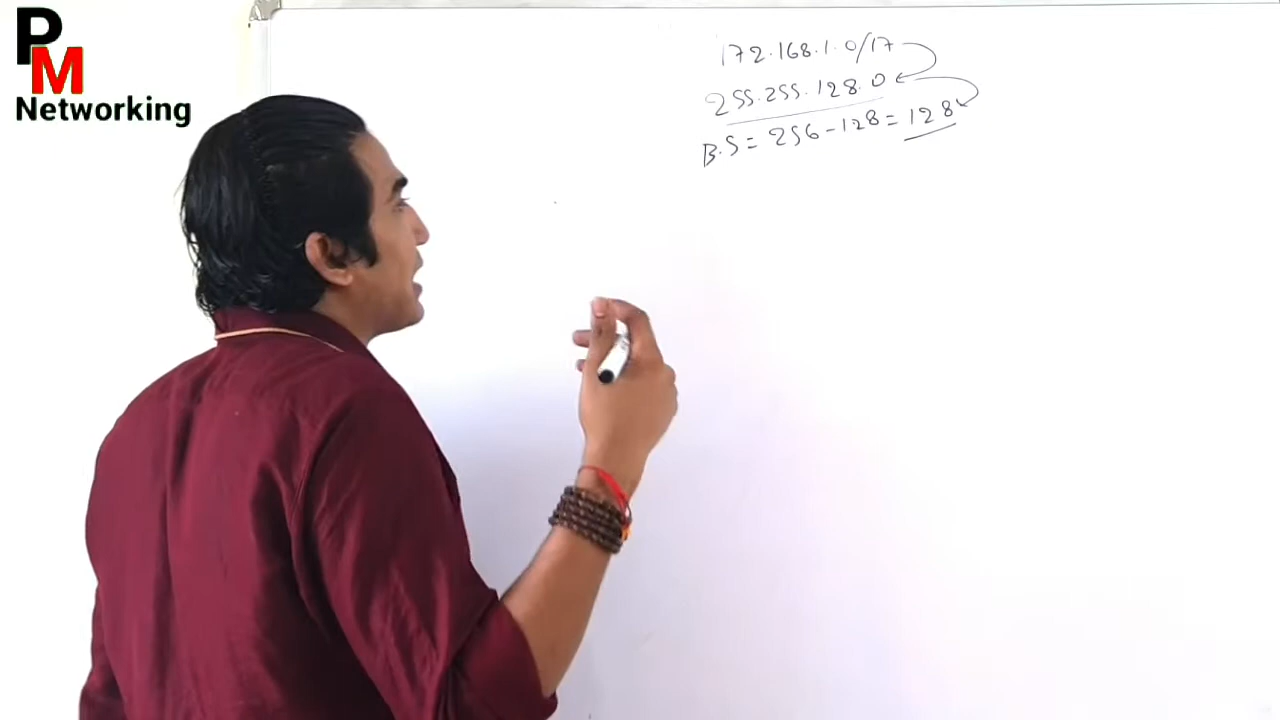 PM
Networking
172.168.1.0/17
255.255.128.0
B.S = 256-128 = 128